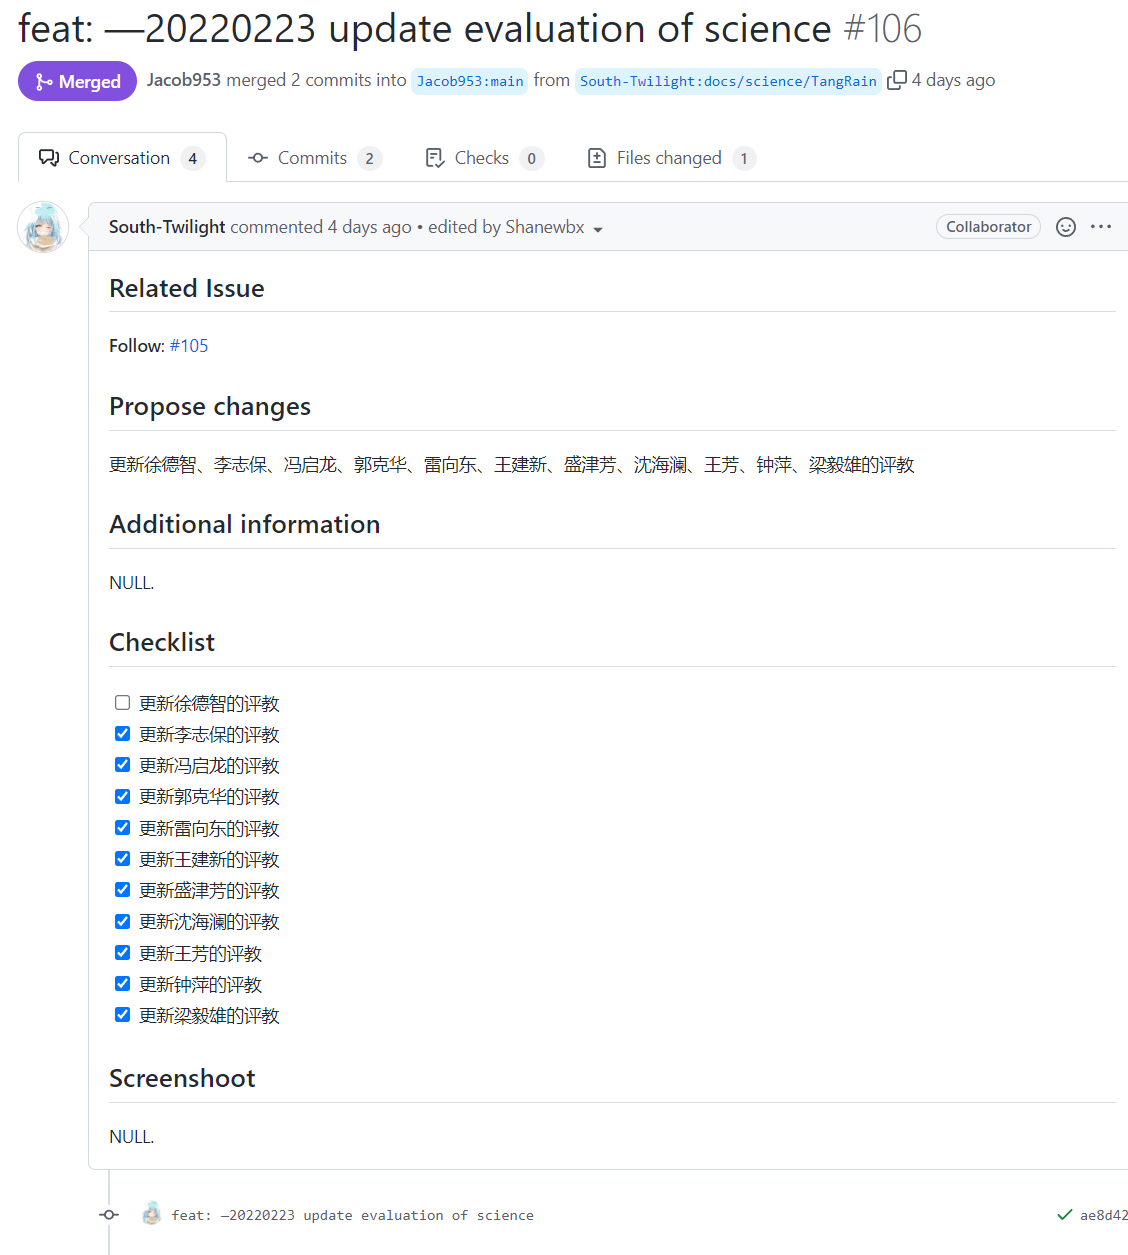 feat: —20220223 update evaluation of science #106
Merged Jacob953 merged 2 commits into Jacob953:main from South-Twilight:docs/science/TangRain 4 days ago
Conversation 4 Commits 2 Checks 0 Files changed 1
South-Twilight commented 4 days ago • edited by Shanewbx Collaborator
Related Issue
Follow: #105
Propose changes
更新徐德智、李志保、冯启龙、郭克华、雷向东、王建新、盛津芳、沈海澜、王芳、钟萍、梁毅雄的评教
Additional information
NULL.
Checklist
更新徐德智的评教
更新李志保的评教
更新冯启龙的评教
更新郭克华的评教
更新雷向东的评教
更新王建新的评教
更新盛津芳的评教
更新沈海澜的评教
更新王芳的评教
更新钟萍的评教
更新梁毅雄的评教
Screenshoot
NULL.
feat: —20220223 update evaluation of science ae8d42